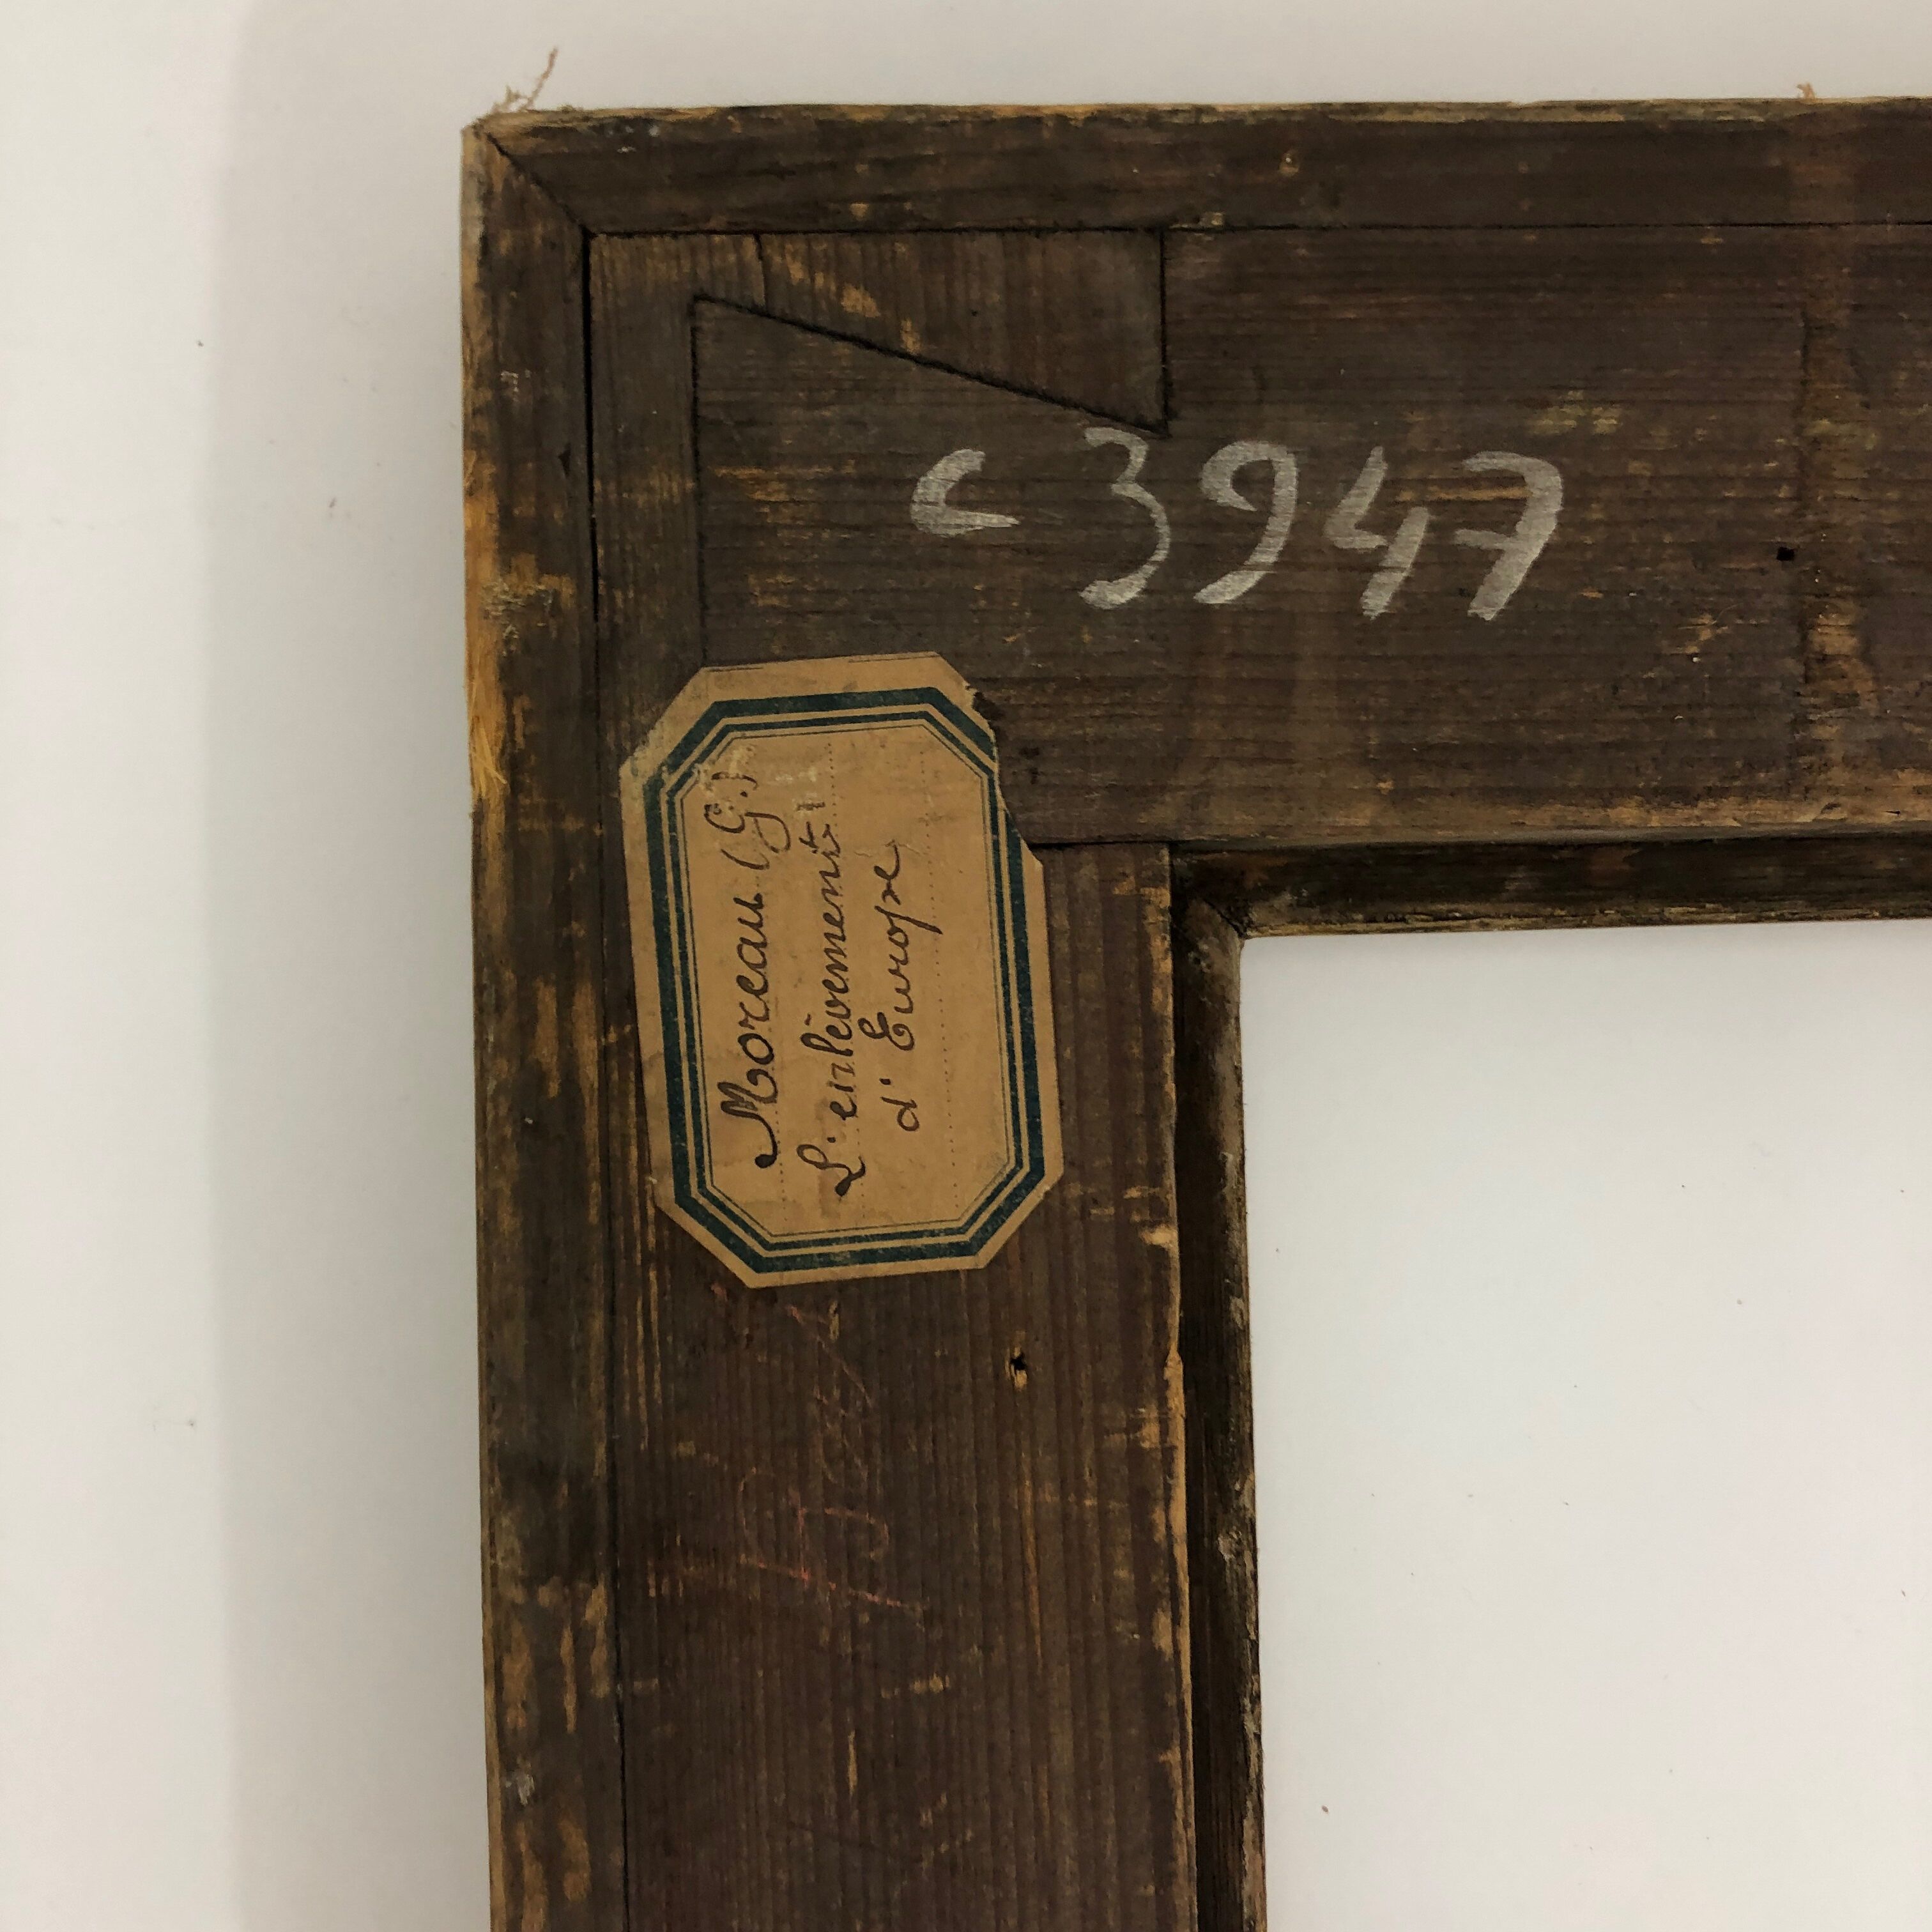 c 3947
Moreau (G.)
L'enlèvement
d'Europe